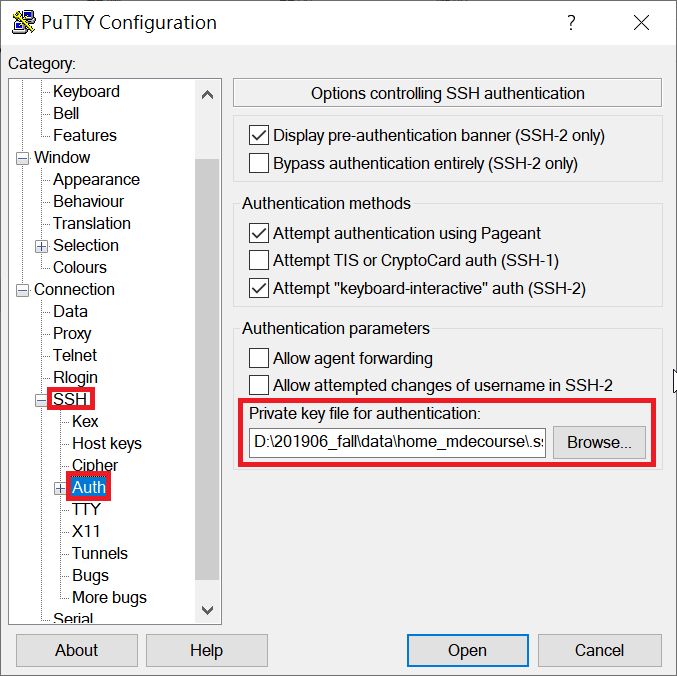 PuTTY Configuration
?
Category:
Keyboard
Bell
Features
Window
Appearance
Behaviour
Translation
Selection
Colours
Connection
Data
Proxy
Telnet
Rlogin
SSH
Kex
Host keys
Cipher
Auth
TTY
X11
Tunnels
Bugs
More bugs
Serial
Options controlling SSH authentication
Display pre-authentication banner (SSH-2 only)
Bypass authentication entirely (SSH-2 only)
Authentication methods
Attempt authentication using Pageant
Attempt TIS or CryptoCard auth (SSH-1)
Attempt "keyboard-interactive" auth (SSH-2)
Authentication parameters
Allow agent forwarding
Allow attempted changes of username in SSH-2
Private key file for authentication:
D:\201906_fall\data\home_mdecourse\.ss
Browse...
About
Help
Open
Cancel